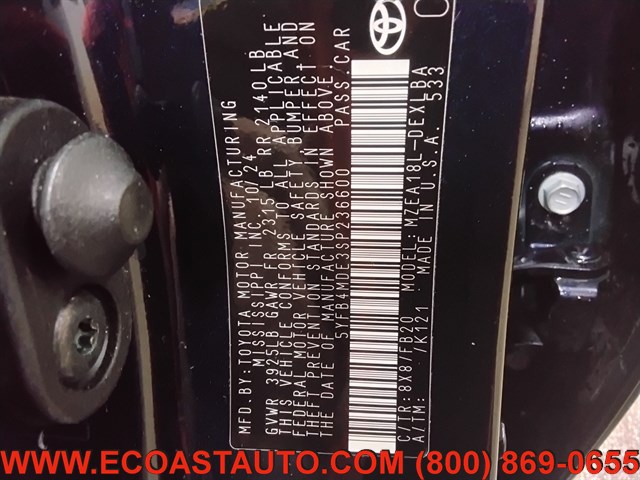 MFD.BY:TOYOTA MOTOR MANUFACTURING
MISSISSIPPI INC. 10/24
GVWR 3925LB GAWR FR 2315 LB RR 2140LB
THIS VEHICLE CONFORMS TO ALL APPLICABLE
FEDERAL MOTOR VEHICLE SAFETY, BUMPER, AND
THEFT PREVENTION STANDARDS IN EFFECT ON
THE DATE OF MANUFACTURE SHOWN ABOVE.
5YFB4MDE3SP236600 PASS.CAR
C/TR: 8X8/FB20 MODEL: MZEA18L-DEXLBA
A/TM: /K121 MADE IN U.S.A. 533
WWW.ECOASTAUTO.COM (800) 869-0655